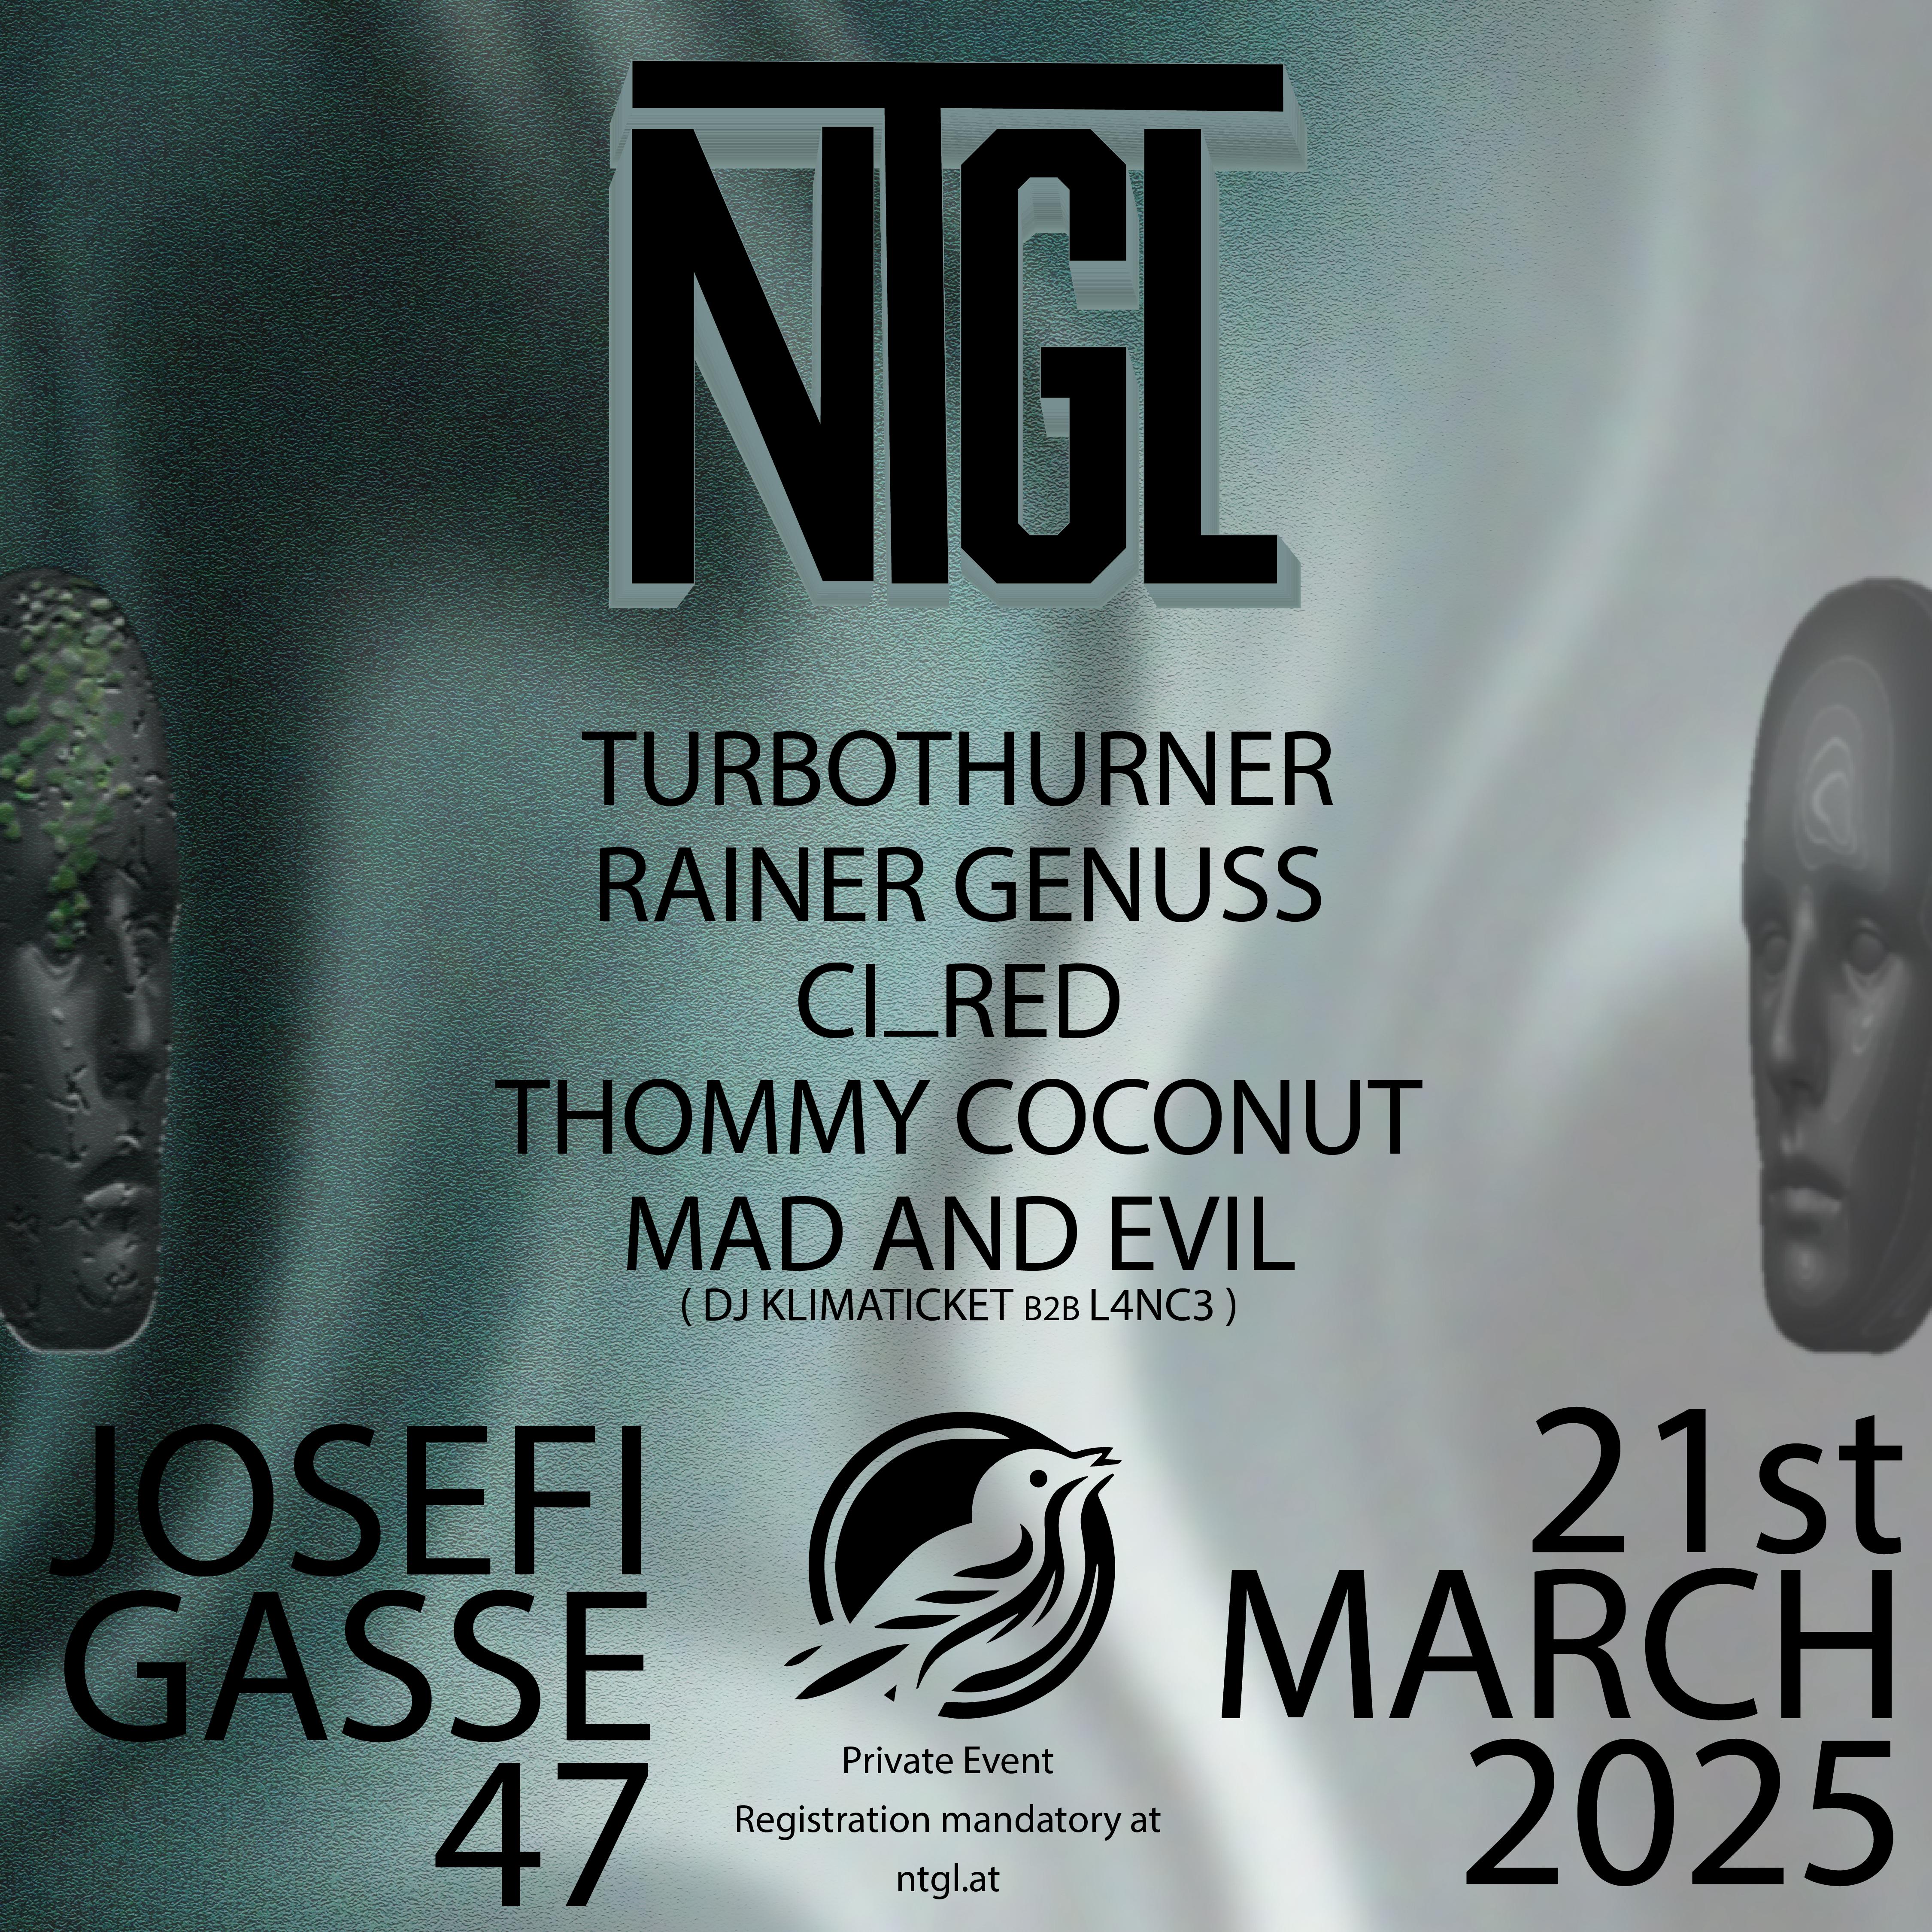 NTGL
TURBOTHURNER
RAINER GENUSS
CI_RED
THOMMY COCONUT
MAD AND EVIL
( DJ KLIMATICKET B2B L4NC3 )
JOSEFI
GASSE
47
21st
MARCH
2025
Private Event
Registration mandatory at
ntgl.at